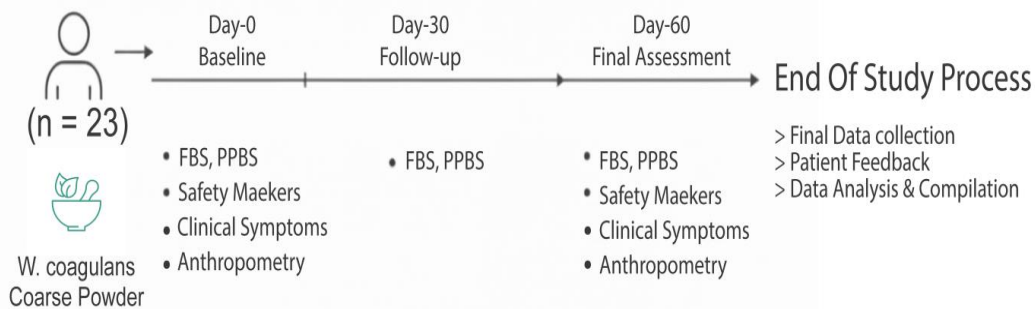 (n = 23)
W. coagulans
Coarse Powder
Day-0
Baseline
• FBS, PPBS
• Safety Maekers
• Clinical Symptoms
• Anthropometry
Day-30
Follow-up
• FBS, PPBS
Day-60
Final Assessment
• FBS, PPBS
• Safety Maekers
• Clinical Symptoms
• Anthropometry
End Of Study Process
> Final Data collection
> Patient Feedback
> Data Analysis & Compilation